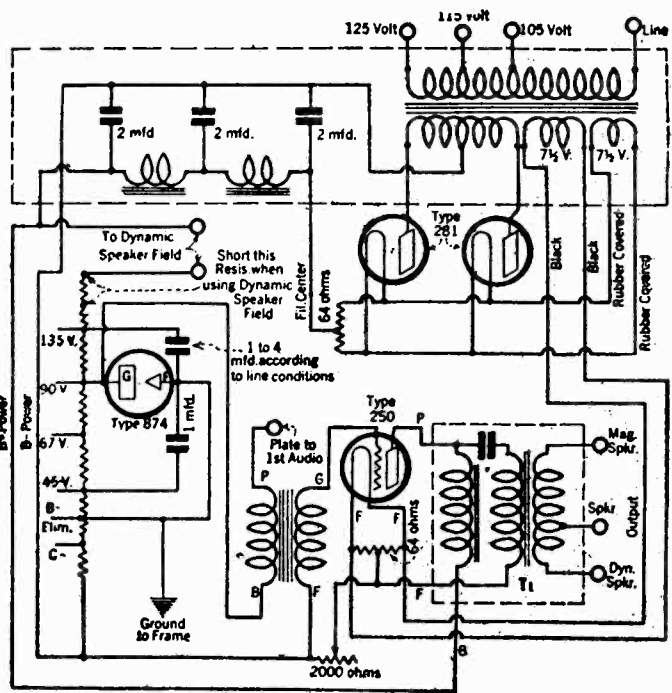 125 Volt
115 Volt
105 Volt
Line
2 mfd.
2 mfd.
2 mfd.
7½ V.
7½ V.
Type
281
To Dynamic
Speaker Field
Short this
Resis. when
using Dynamic
Speaker
Field
Fil. Center
64 ohms
Black
Black
Rubber Covered
Rubber Covered
135 V.
90 V
67 V.
45 V.
B-
Elim.
C-
B+ Power
B- Power
G
F
Type 874
1 to 4
mfd. according
to line conditions
1 mfd.
Plate to
1st Audio
P
G
B
F
Type
250
P
F
F
64 ohms
F
B
T1
Mag.
Spkr.
Spkr
Dyn.
Spkr.
Output
Ground
to Frame
2000 ohms